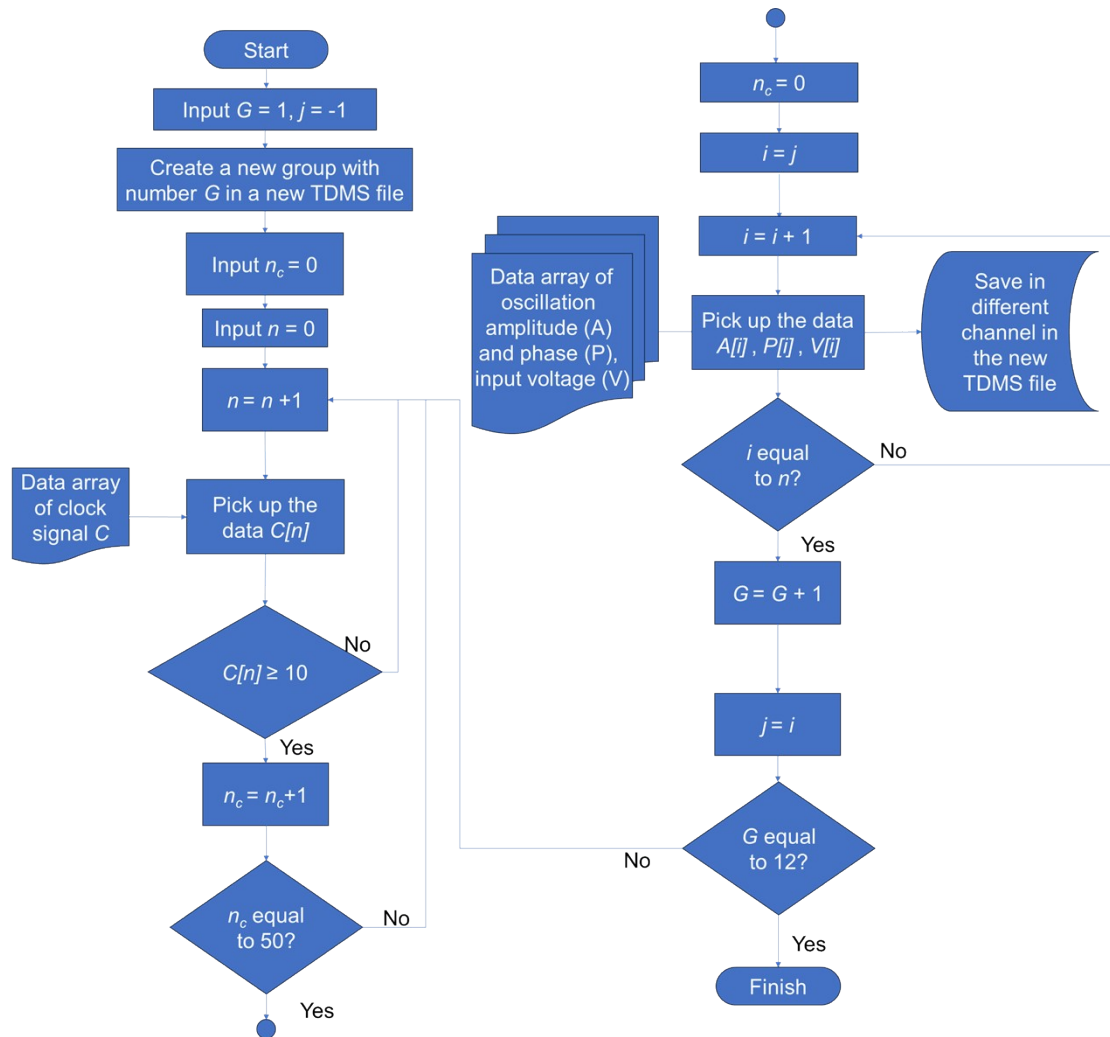 Start
Input G = 1, j = -1
Create a new group with
number G in a new TDMS file
Input nc = 0
Input n = 0
n = n +1
Data array
of clock
signal C
Pick up the
data C[n]
C[n] ≥ 10
No
Yes
nc = nc+1
nc equal
to 50?
No
Yes
nc = 0
i = j
i = i + 1
Data array of
oscillation
amplitude (A)
and phase (P),
input voltage (V)
Pick up the data
A[i] , P[i] , V[i]
Save in
different
channel in
the new
TDMS file
i equal
to n?
No
Yes
G = G + 1
j = i
G equal
to 12?
No
Yes
Finish